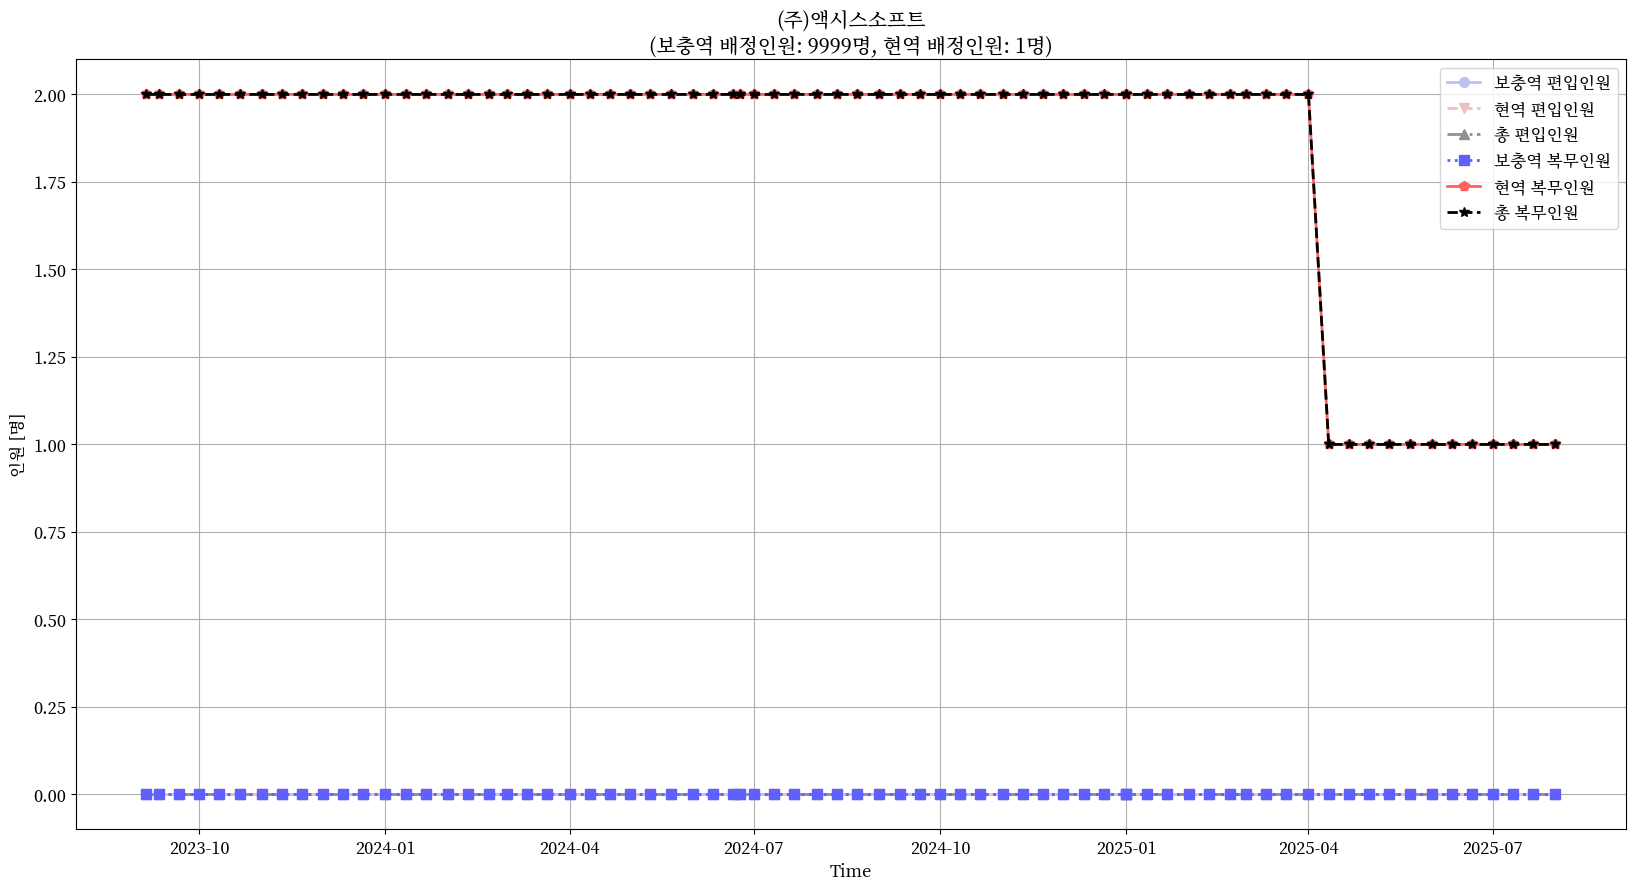 (주)액시스소프트
(보충역 배정인원: 9999명, 현역 배정인원: 1명)
2.00
1.75
1.50
1.25
1.00
0.75
0.50
0.25
0.00
인원 [명]
보충역 편입인원
현역 편입인원
총 편입인원
보충역 복무인원
현역 복무인원
총 복무인원
2023-10
2024-01
2024-04
2024-07
2024-10
2025-01
2025-04
2025-07
Time